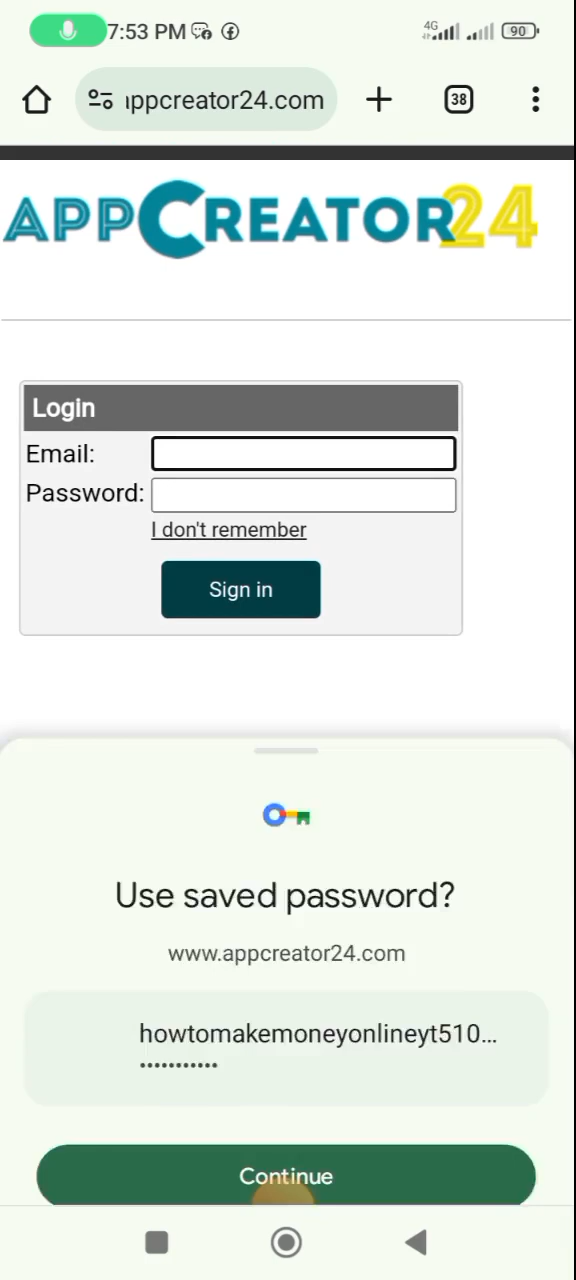 7:53 PM
4G
90
appcreator24.com
38
APPCREATOR24
Login
Email:
Password:
I don't remember
Sign in
Use saved password?
www.appcreator24.com
howtomakemoneyonlineyt510...
•••••••••••
Continue